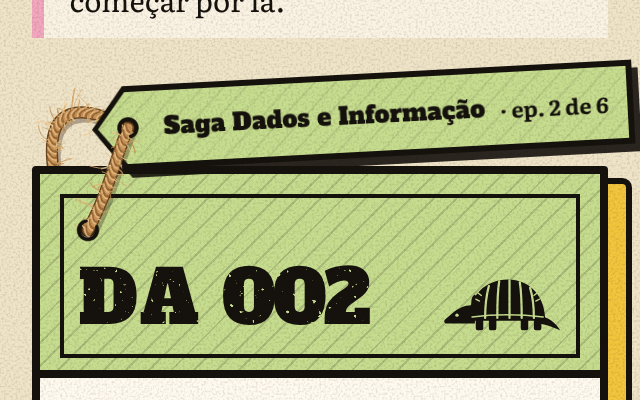 começar por lá.
Saga Dados e Informação · ep. 2 de 6
DA 002